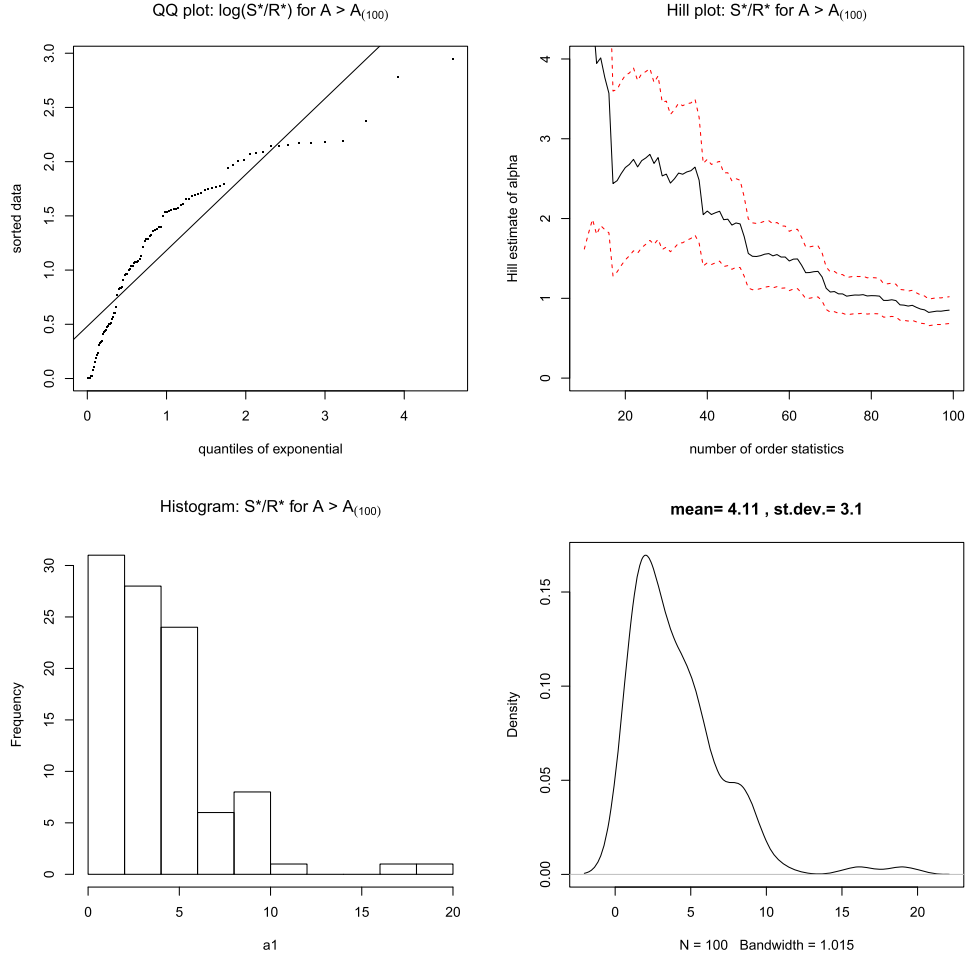 QQ plot: log(S*/R*) for A > A(100)
3.0
2.5
2.0
1.5
1.0
0.5
0.0
sorted data
0 1 2 3 4
quantiles of exponential
Hill plot: S*/R* for A > A(100)
4
3
2
1
0
Hill estimate of alpha
20 40 60 80 100
number of order statistics
Histogram: S*/R* for A > A(100)
30
25
20
15
10
5
0
Frequency
0 5 10 15 20
a1
mean= 4.11 , st.dev.= 3.1
0.15
0.10
0.05
0.00
Density
0 5 10 15 20
N = 100 Bandwidth = 1.015